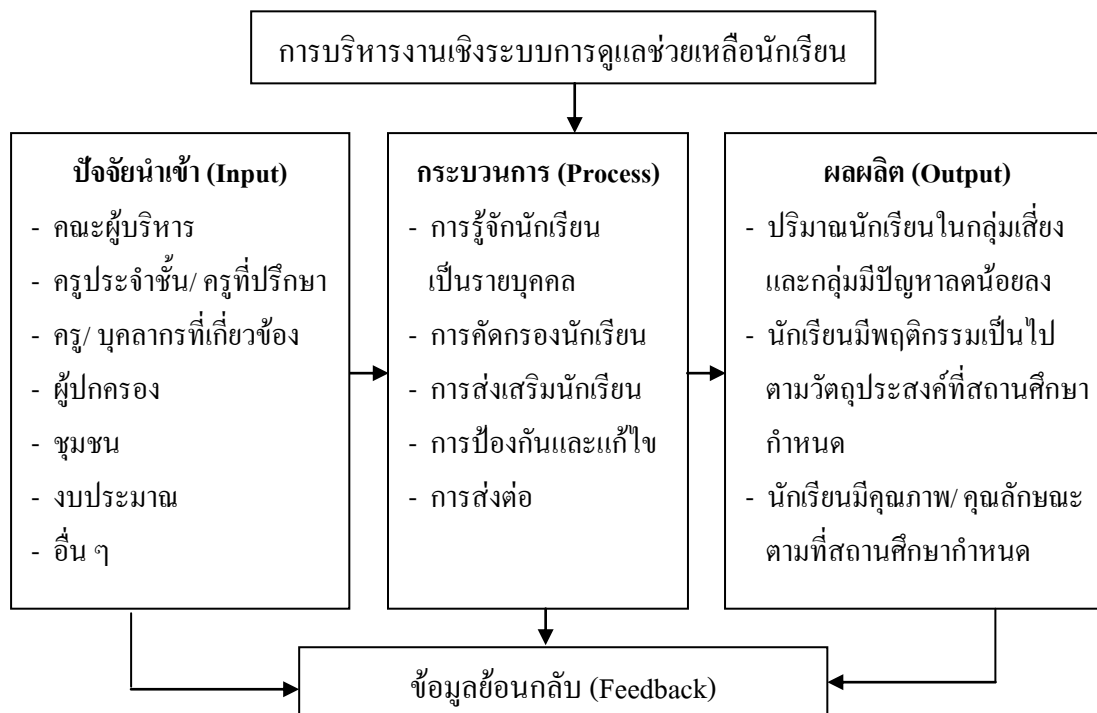 การบริหารงานเชิงระบบการดูแลช่วยเหลือนักเรียน
ปัจจัยนำเข้า (Input)
- คณะผู้บริหาร
- ครูประจำชั้น/ ครูที่ปรึกษา
- ครู/ บุคลากรที่เกี่ยวข้อง
- ผู้ปกครอง
- ชุมชน
- งบประมาณ
- อื่น ๆ
กระบวนการ (Process)
- การรู้จักนักเรียน
เป็นรายบุคคล
- การคัดกรองนักเรียน
- การส่งเสริมนักเรียน
- การป้องกันและแก้ไข
- การส่งต่อ
ผลผลิต (Output)
- ปริมาณนักเรียนในกลุ่มเสี่ยง
และกลุ่มมีปัญหาลดน้อยลง
- นักเรียนมีพฤติกรรมเป็นไป
ตามวัตถุประสงค์ที่สถานศึกษา
กำหนด
- นักเรียนมีคุณภาพ/ คุณลักษณะ
ตามที่สถานศึกษากำหนด
ข้อมูลย้อนกลับ (Feedback)